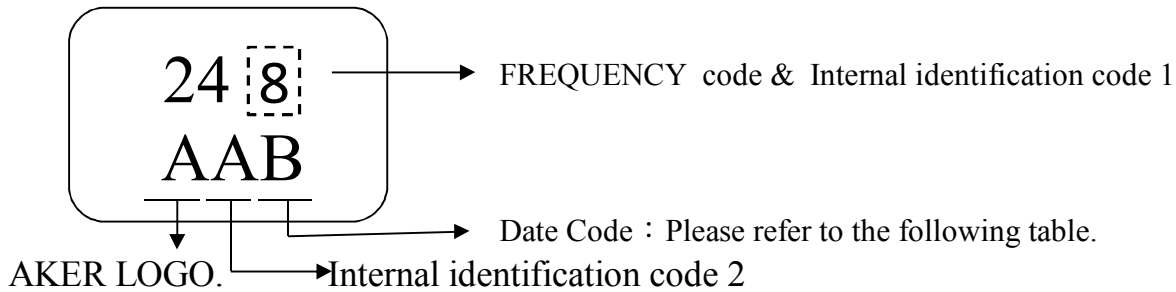 24 8
FREQUENCY code & Internal identification code 1
AAB
Date Code：Please refer to the following table.
AKER LOGO.
Internal identification code 2